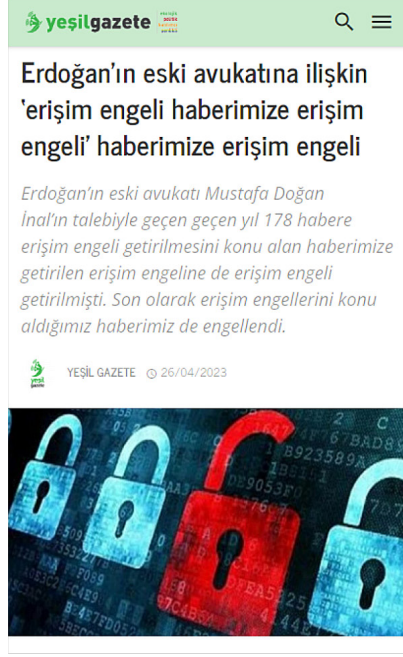 yeşilgazete
Erdoğan'ın eski avukatına ilişkin
'erişim engeli haberimize erişim
engeli' haberimize erişim engeli
Erdoğan'ın eski avukatı Mustafa Doğan
İnal'ın talebiyle geçen geçen yıl 178 habere
erişim engeli getirilmesini konu alan haberimize
getirilen erişim engeline de erişim engeli
getirilmişti. Son olarak erişim engellerini konu
aldığımız haberimiz de engellendi.
yeşil
gazete
YEŞİL GAZETE
26/04/2023